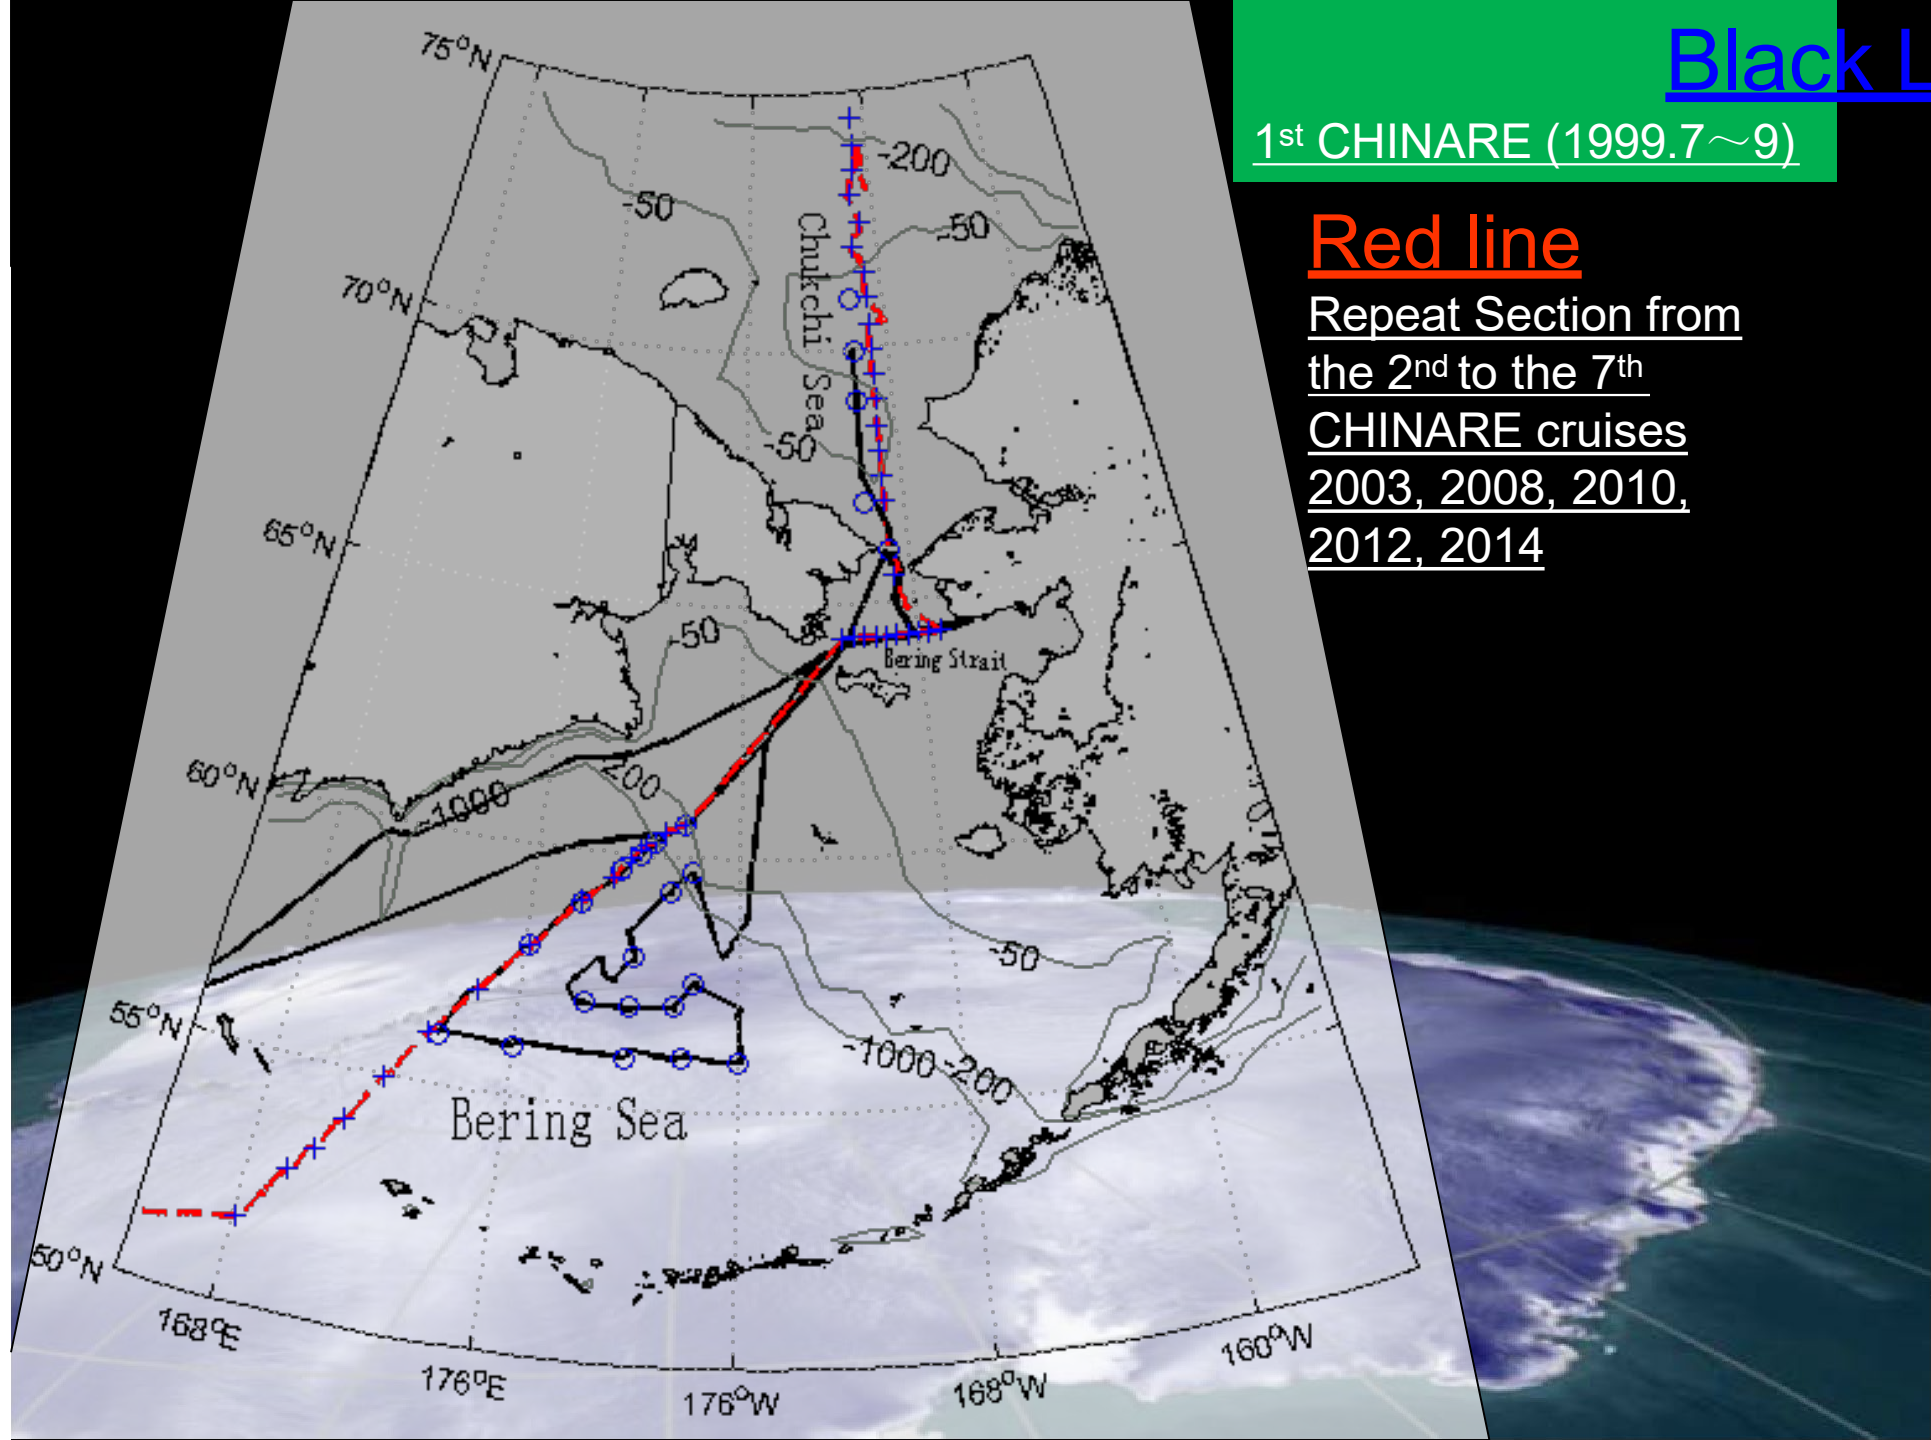 Black L
1st CHINARE (1999.7～9)
Red line
Repeat Section from
the 2nd to the 7th
CHINARE cruises
2003, 2008, 2010,
2012, 2014
75°N
-200
-50
-50
Chukchi Sea
70°N
-50
65°N
-50
Bering Strait
60°N
200
-1000
-50
55°N
-1000
-200
Bering Sea
50°N
168°E
176°E
176°W
168°W
160°W